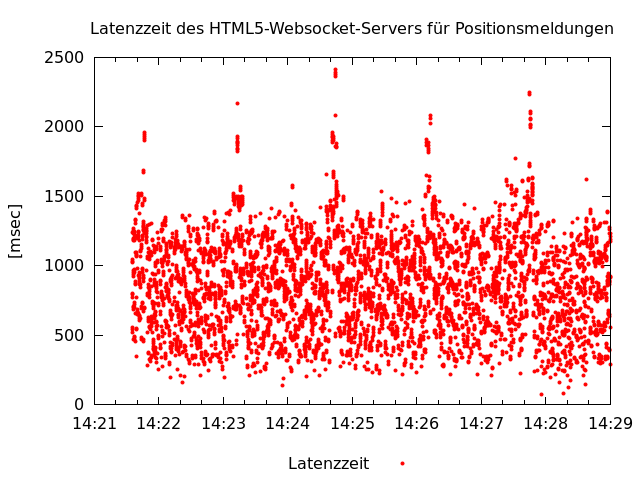 Latenzzeit des HTML5-Websocket-Servers für Positionsmeldungen
2500
2000
1500
1000
500
0
[msec]
14:21 14:22 14:23 14:24 14:25 14:26 14:27 14:28 14:29
Latenzzeit